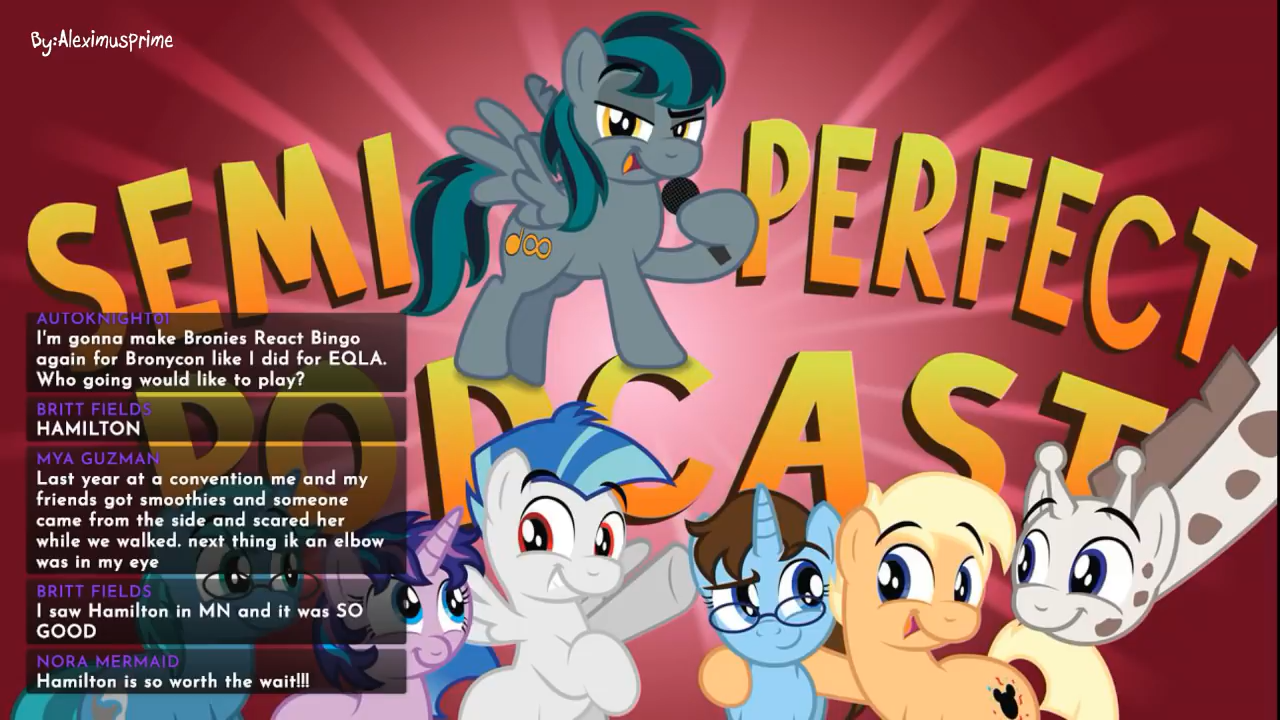 By:Aleximusprime
SEMI PERFECT
PODCAST
AUTOKNIGHT01
I'm gonna make Bronies React Bingo
again for Bronycon like I did for EQLA.
Who going would like to play?
BRITT FIELDS
HAMILTON
MYA GUZMAN
Last year at a convention me and my
friends got smoothies and someone
came from the side and scared her
while we walked. next thing ik an elbow
was in my eye
BRITT FIELDS
I saw Hamilton in MN and it was SO
GOOD
NORA MERMAID
Hamilton is so worth the wait!!!